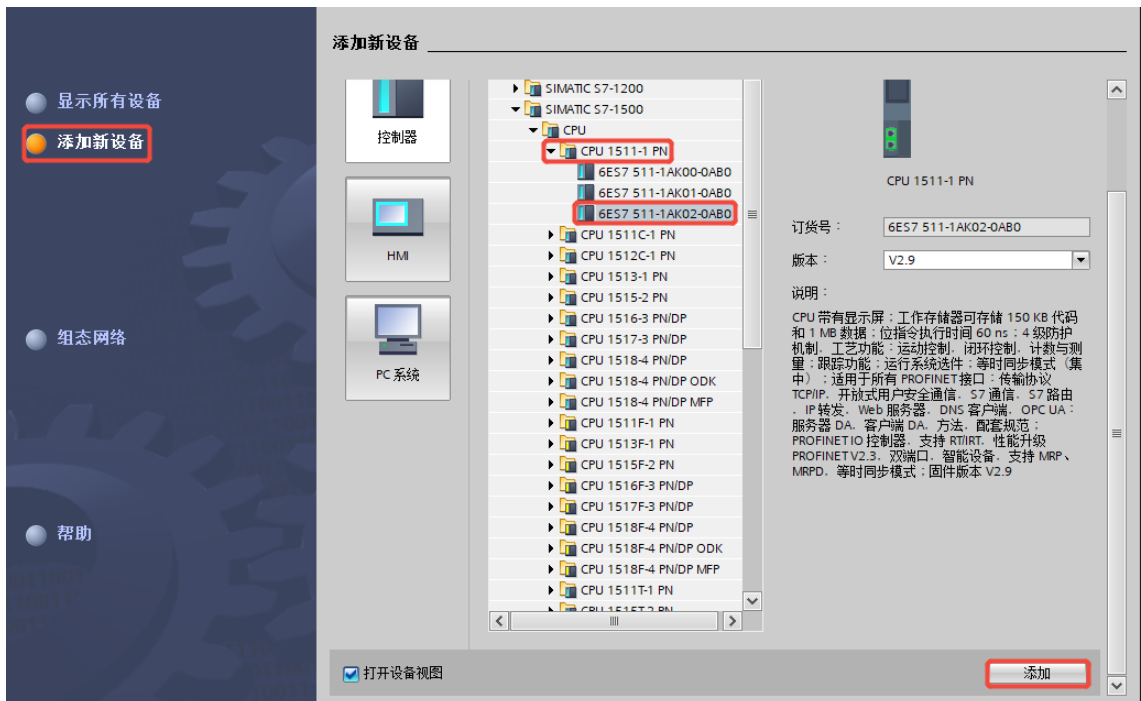 添加新设备
显示所有设备
添加新设备
组态网络
帮助
控制器
HMI
PC 系统
SIMATIC S7-1200
SIMATIC S7-1500
CPU
CPU 1511-1 PN
6ES7 511-1AK00-0AB0
6ES7 511-1AK01-0AB0
6ES7 511-1AK02-0AB0
CPU 1511C-1 PN
CPU 1512C-1 PN
CPU 1513-1 PN
CPU 1515-2 PN
CPU 1516-3 PN/DP
CPU 1517-3 PN/DP
CPU 1518-4 PN/DP
CPU 1518-4 PN/DP ODK
CPU 1518-4 PN/DP MFP
CPU 1511F-1 PN
CPU 1513F-1 PN
CPU 1515F-2 PN
CPU 1516F-3 PN/DP
CPU 1517F-3 PN/DP
CPU 1518F-4 PN/DP
CPU 1518F-4 PN/DP ODK
CPU 1518F-4 PN/DP MFP
CPU 1511T-1 PN
CPU 1515T-2 PN
CPU 1511-1 PN
订货号：
6ES7 511-1AK02-0AB0
版本：
V2.9
说明：
CPU 带有显示屏；工作存储器可存储 150 KB 代码
和 1 MB 数据；位指令执行时间 60 ns；4 级防护
机制，工艺功能：运动控制，闭环控制，计数与测
量；跟踪功能；运行系统选件；等时同步模式（集
中）；适用于所有 PROFINET 接口：传输协议
TCP/IP，开放式用户安全通信，S7 通信，S7 路由
，IP 转发，Web 服务器，DNS 客户端，OPC UA：
服务器 DA，客户端 DA，方法，配套规范；
PROFINET IO 控制器，支持 RT/IRT，性能升级
PROFINET V2.3，双端口，智能设备，支持 MRP、
MRPD，等时同步模式；固件版本 V2.9
打开设备视图
添加